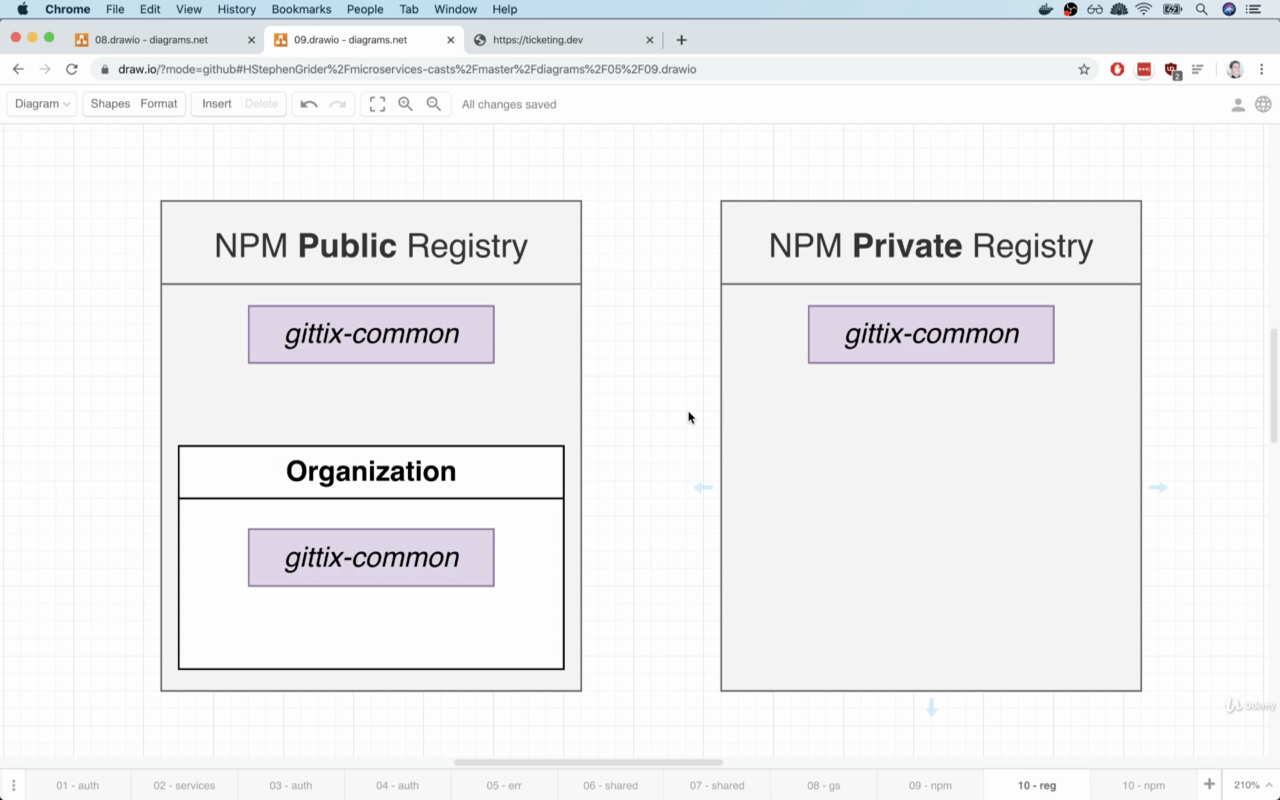 Chrome File Edit View History Bookmarks People Tab Window Help
08.drawio - diagrams.net
09.drawio - diagrams.net
https://ticketing.dev
draw.io/?mode=github#HStephenGrider%2Fmicroservices-casts%2Fmaster%2Fdiagrams%2F05%2F09.drawio
2
Diagram Shapes Format Insert Delete All changes saved
NPM Public Registry
NPM Private Registry
gittix-common
gittix-common
Organization
gittix-common
Udemy
01 - auth 02 - services 03 - auth 04 - auth 05 - err 06 - shared 07 - shared 08 - gs 09 - npm 10 - reg 10 - npm 210%